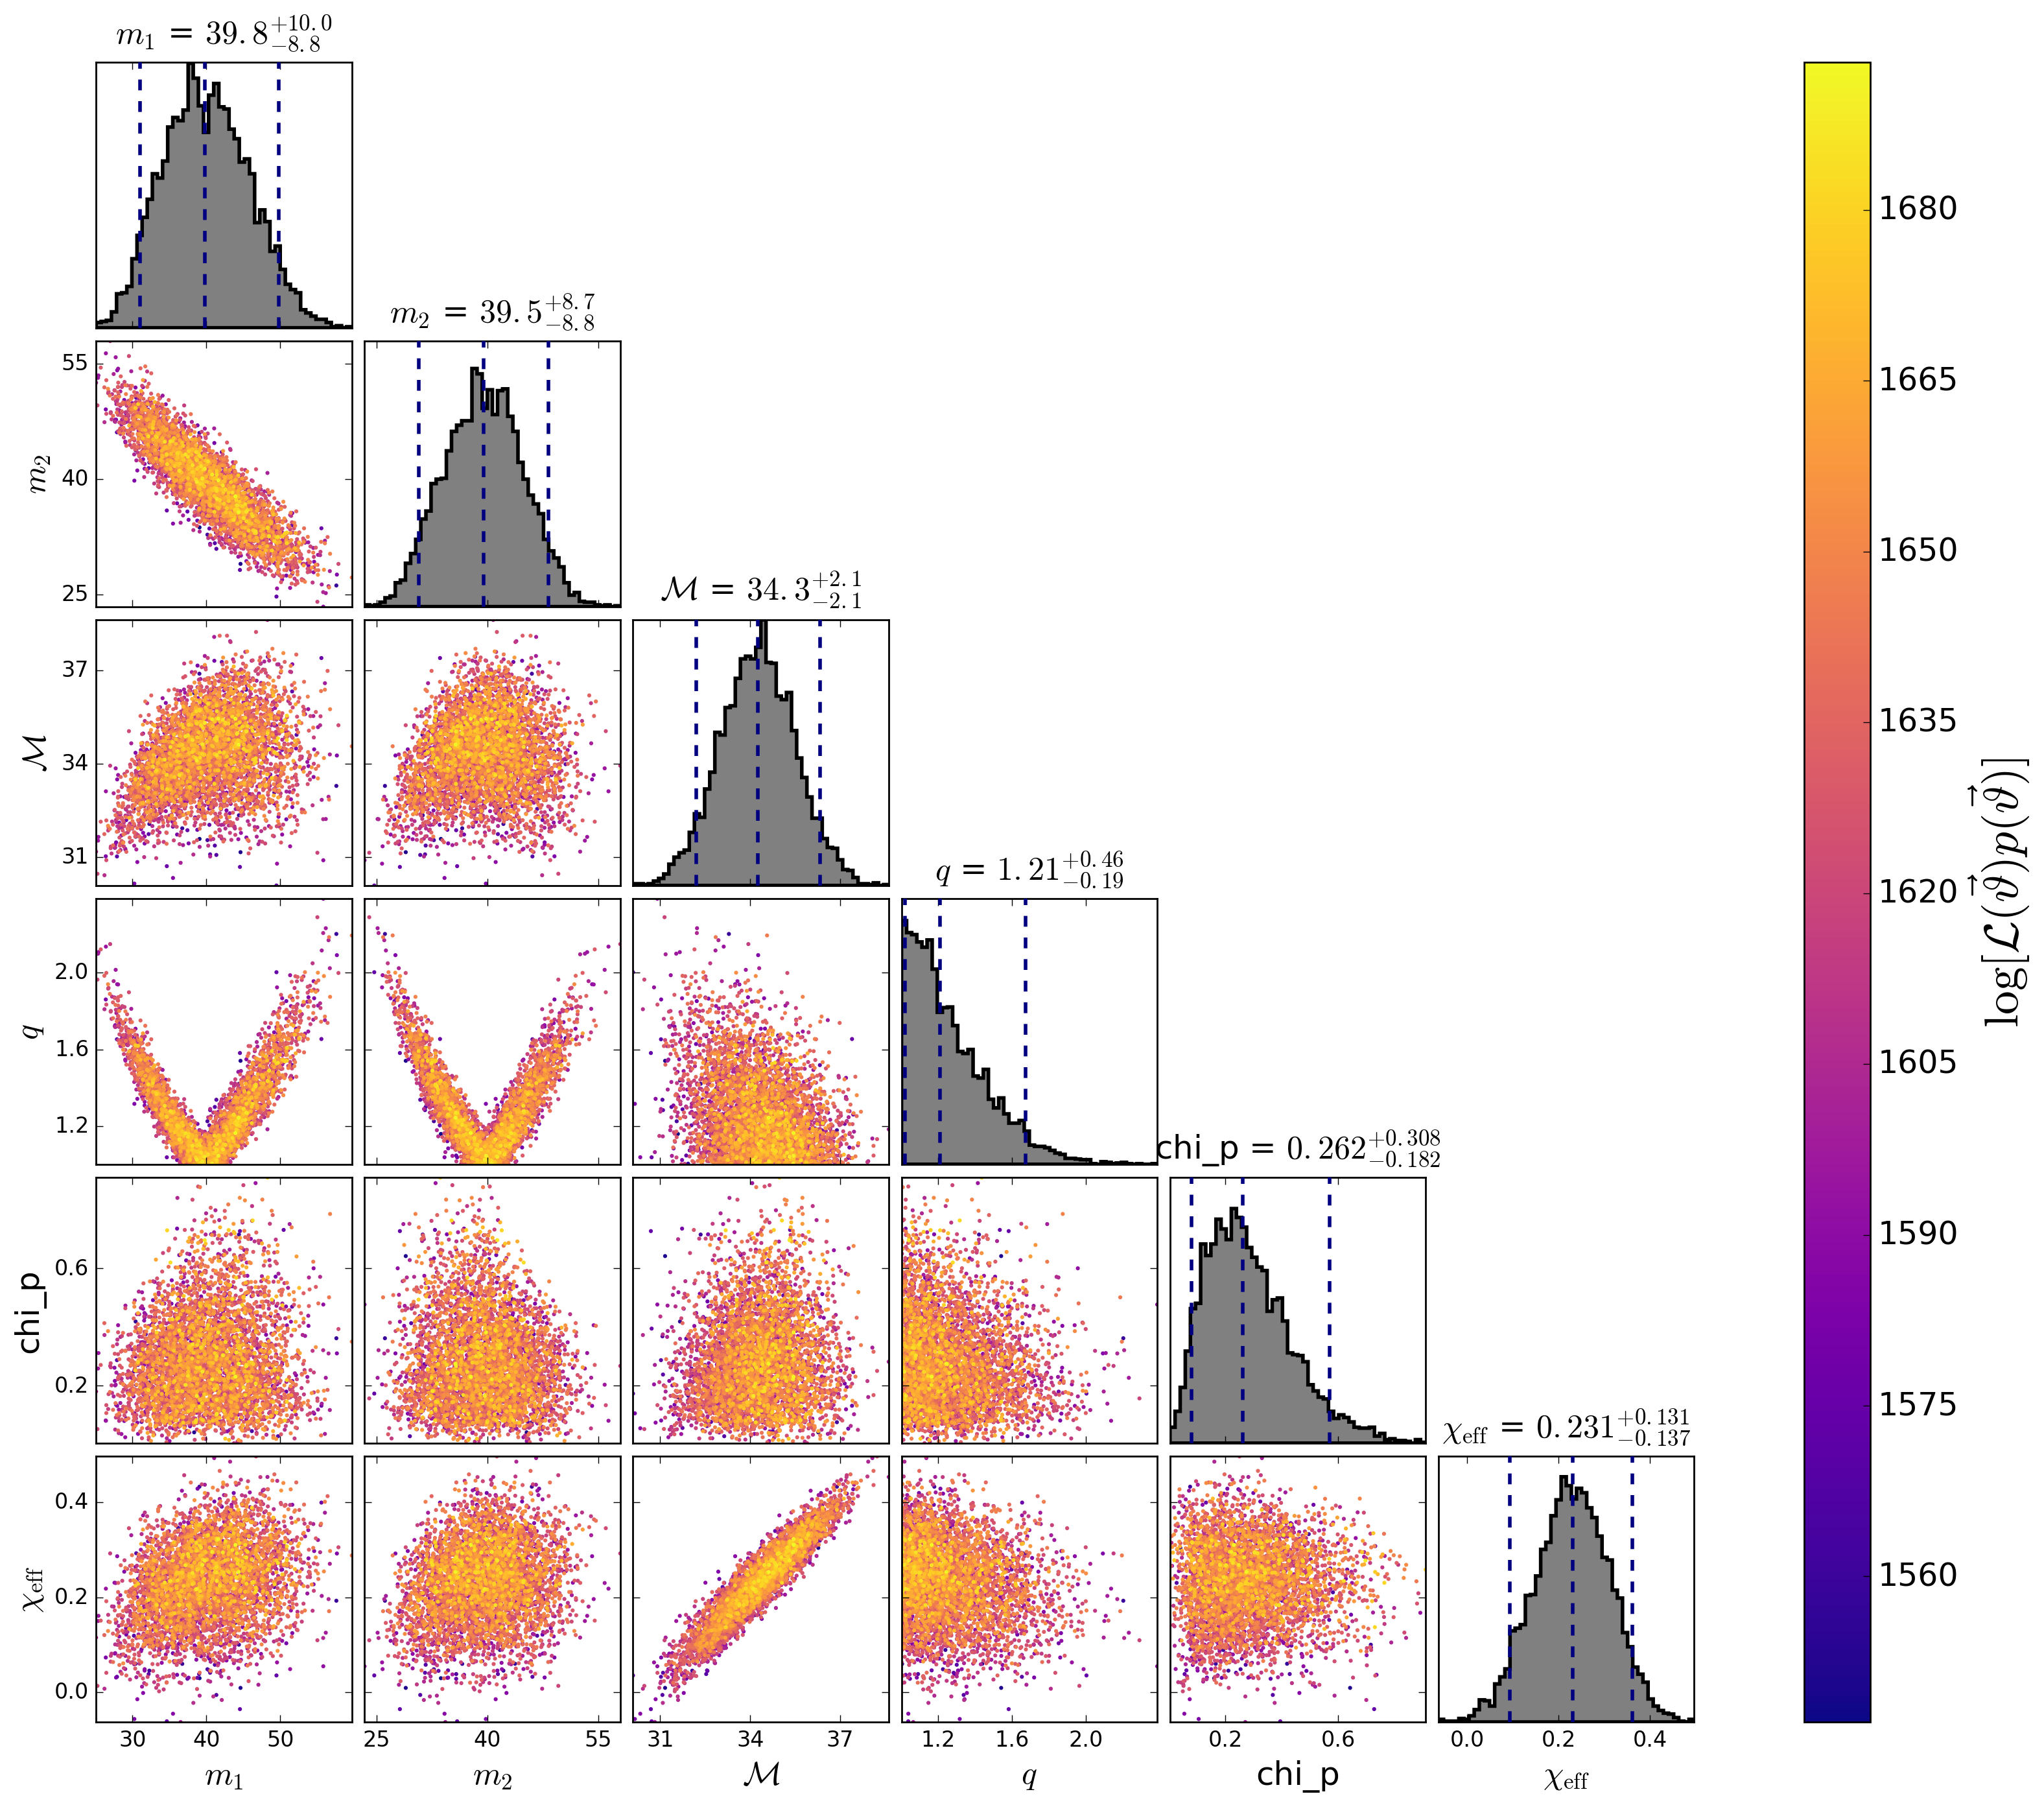 m₁ = 39.8 +10.0 −8.8
m₂ = 39.5 +8.7 −8.8
ℳ = 34.3 +2.1 −2.1
q = 1.21 +0.46 −0.19
chi_p = 0.262 +0.308 −0.182
χeff = 0.231 +0.131 −0.137
m₂
55
40
25
ℳ
37
34
31
q
2.0
1.6
1.2
chi_p
0.6
0.2
χeff
0.4
0.2
0.0
30 40 50
25 40 55
31 34 37
1.2 1.6 2.0
0.2 0.6
0.0 0.2 0.4
m₁
m₂
ℳ
q
chi_p
χeff
1680
1665
1650
1635
1620
1605
1590
1575
1560
log[ℒ(ϑ⃗)p(ϑ⃗)]